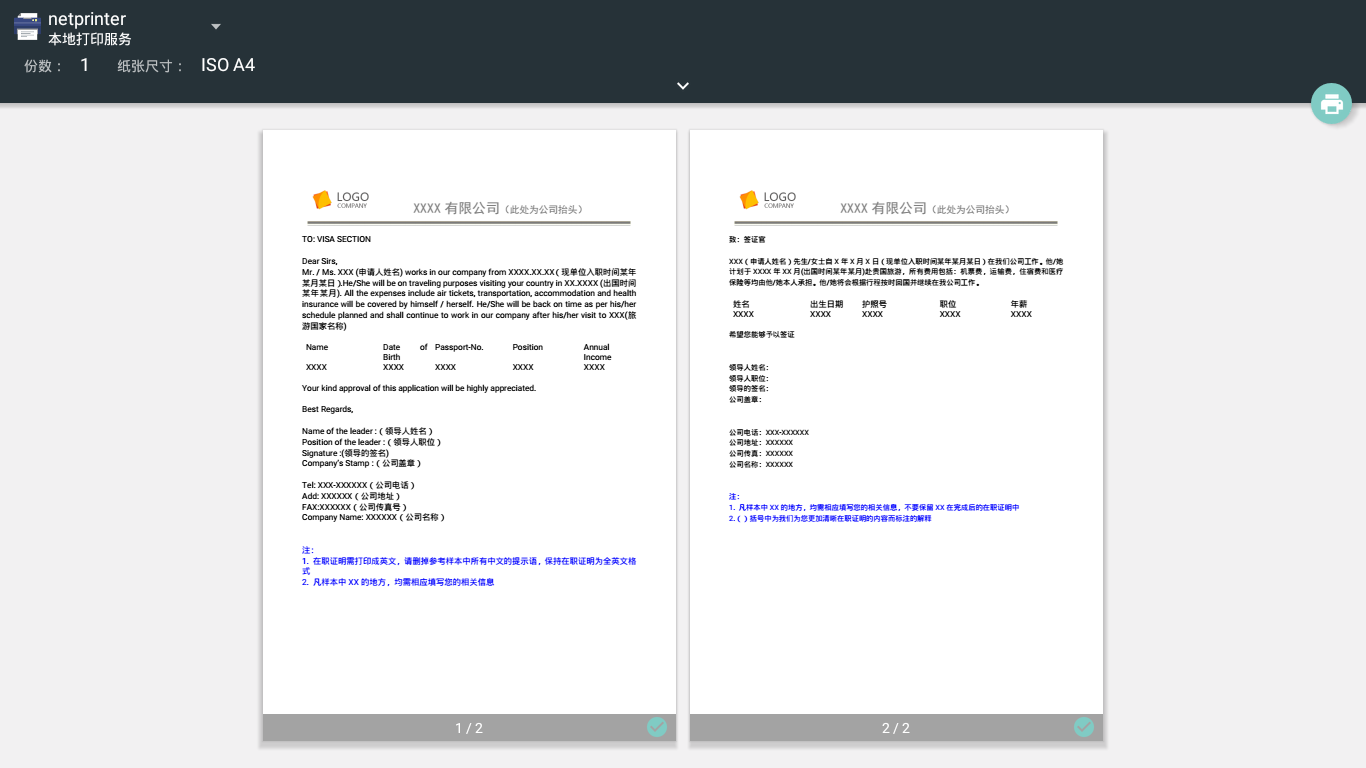 netprinter
本地打印服务
份数： 1 纸张尺寸： ISO A4
LOGO
COMPANY
XXXX 有限公司（此处为公司抬头）
TO: VISA SECTION
Dear Sirs,
Mr. / Ms. XXX (申请人姓名) works in our company from XXXX.XX.XX ( 现单位入职时间某年
某月某日 ).He/She will be on traveling purposes visiting your country in XX.XXXX (出国时间
某年某月). All the expenses include air tickets, transportation, accommodation and health
insurance will be covered by himself / herself. He/She will be back on time as per his/her
schedule planned and shall continue to work in our company after his/her visit to XXX(旅
游国家名称)
Name Date of Passport-No. Position Annual
Birth Income
XXXX XXXX XXXX XXXX XXXX
Your kind approval of this application will be highly appreciated.
Best Regards,
Name of the leader : ( 领导人姓名 )
Position of the leader : ( 领导人职位 )
Signature :(领导的签名)
Company's Stamp : ( 公司盖章 )
Tel: XXX-XXXXXX ( 公司电话 )
Add: XXXXXX ( 公司地址 )
FAX:XXXXXX ( 公司传真号 )
Company Name: XXXXXX ( 公司名称 )
注：
1. 在职证明需打印成英文，请删掉参考样本中所有中文的提示语，保持在职证明为全英文格
式
2. 凡样本中 XX 的地方，均需相应填写您的相关信息
1 / 2
LOGO
COMPANY
XXXX 有限公司（此处为公司抬头）
致：签证官
XXX ( 申请人姓名 ) 先生/女士自 X 年 X 月 X 日 ( 现单位入职时间某年某月某日 ) 在我们公司工作。他/她
计划于 XXXX 年 XX 月(出国时间某年某月)赴贵国旅游，所有费用包括：机票费，运输费，住宿费和医疗
保险等均由他/她本人承担。他/她将会根据行程按时回国并继续在我公司工作。
姓名 出生日期 护照号 职位 年薪
XXXX XXXX XXXX XXXX XXXX
希望您能够予以签证
领导人姓名：
领导人职位：
领导的签名：
公司盖章：
公司电话：XXX-XXXXXX
公司地址：XXXXXX
公司传真：XXXXXX
公司名称：XXXXXX
注：
1. 凡样本中 XX 的地方，均需相应填写您的相关信息，不要保留 XX 在完成后的在职证明中
2. ( ) 括号中为我们为您更加清晰在职证明的内容而标注的解释
2 / 2